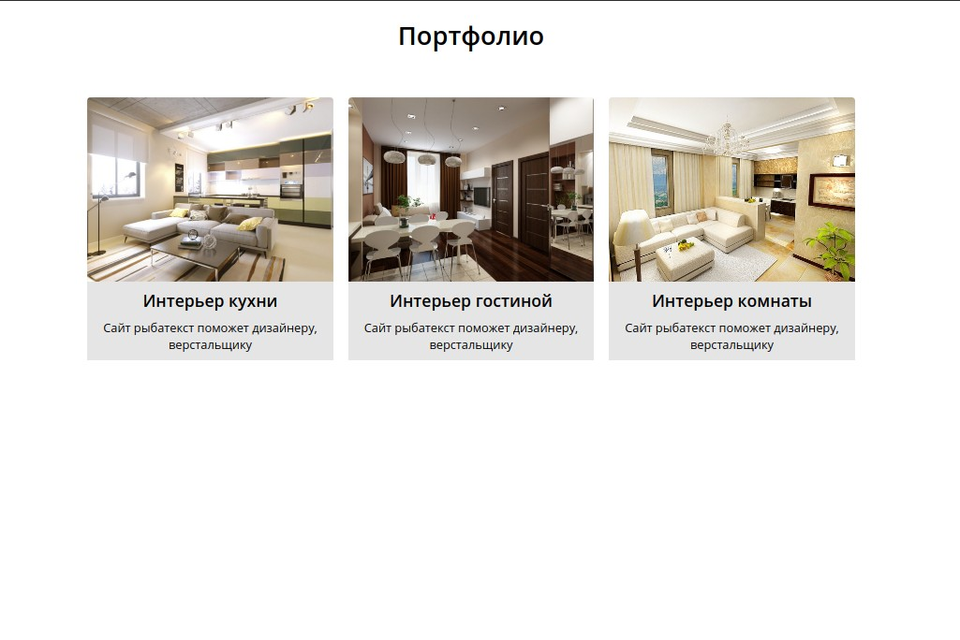 Портфолио
Интерьер кухни
Сайт рыбатекст поможет дизайнеру,
верстальщику
Интерьер гостиной
Сайт рыбатекст поможет дизайнеру,
верстальщику
Интерьер комнаты
Сайт рыбатекст поможет дизайнеру,
верстальщику